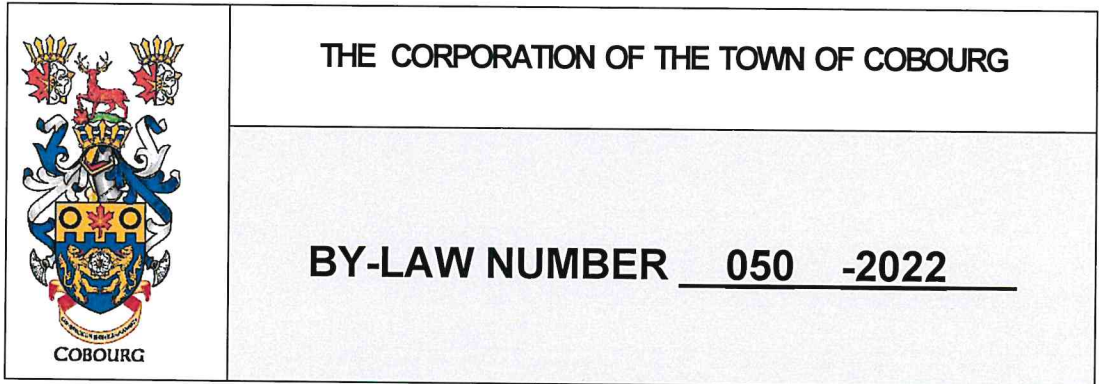 THE CORPORATION OF THE TOWN OF COBOURG
BY-LAW NUMBER 050 -2022
COBOURG